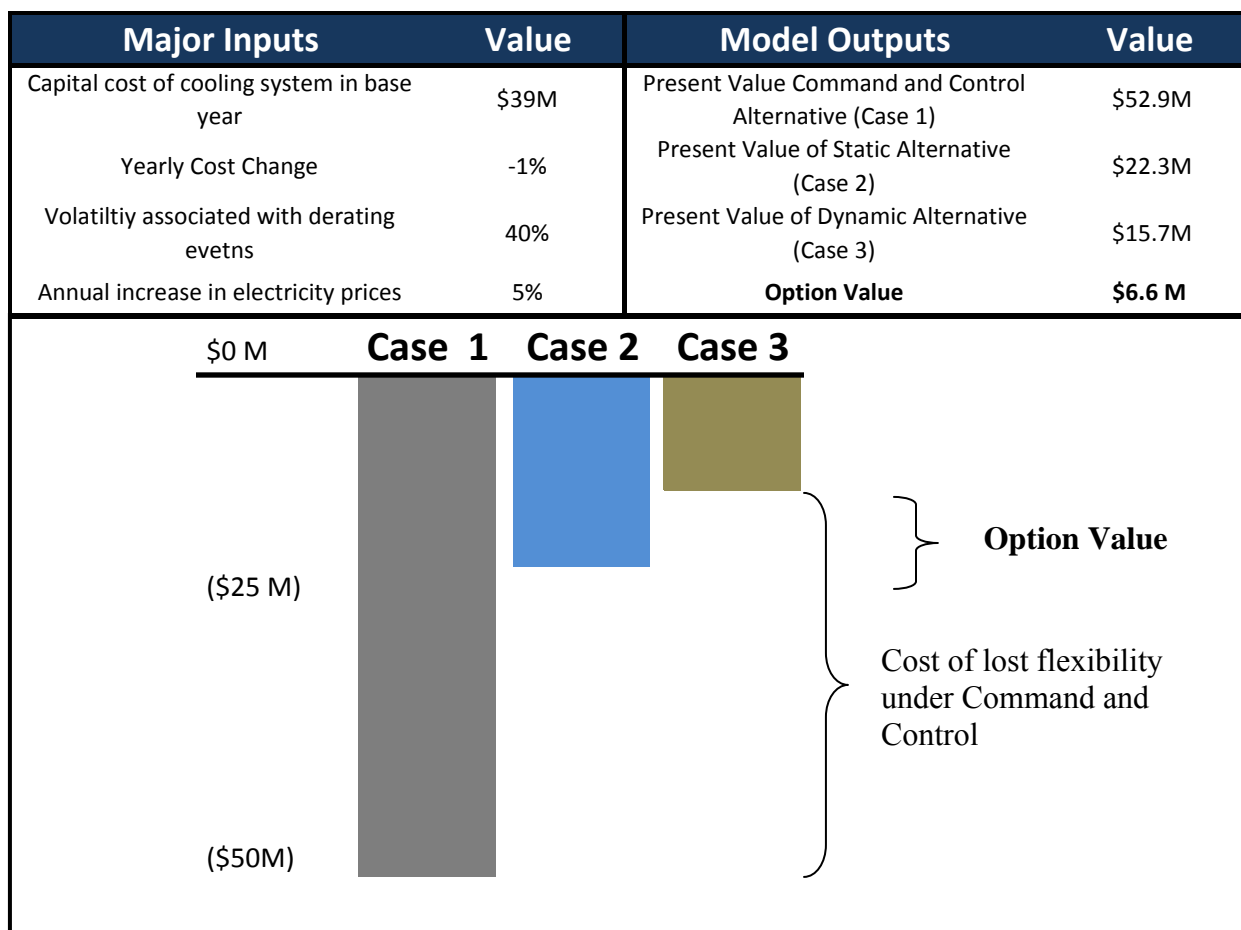 Major Inputs Value Model Outputs Value
Capital cost of cooling system in base
year
$39M
Present Value Command and Control
Alternative (Case 1)
$52.9M
Yearly Cost Change -1%
Present Value of Static Alternative
(Case 2)
$22.3M
Volatiltiy associated with derating
evetns
40%
Present Value of Dynamic Alternative
(Case 3)
$15.7M
Annual increase in electricity prices 5%
Option Value $6.6 M
$0 M Case 1 Case 2 Case 3
Option Value
($25 M)
Cost of lost flexibility
under Command and
Control
($50M)